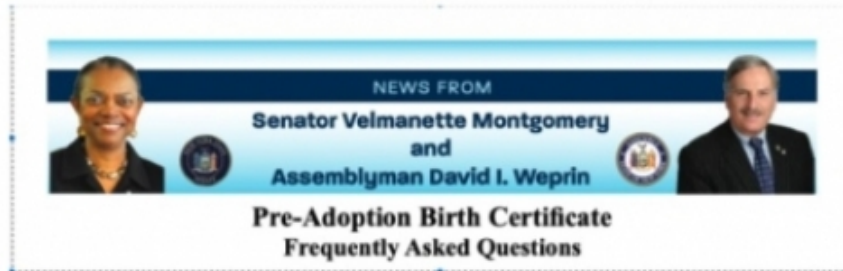 NEWS FROM
Senator Velmanette Montgomery
and
Assemblyman David I. Weprin
Pre-Adoption Birth Certificate
Frequently Asked Questions